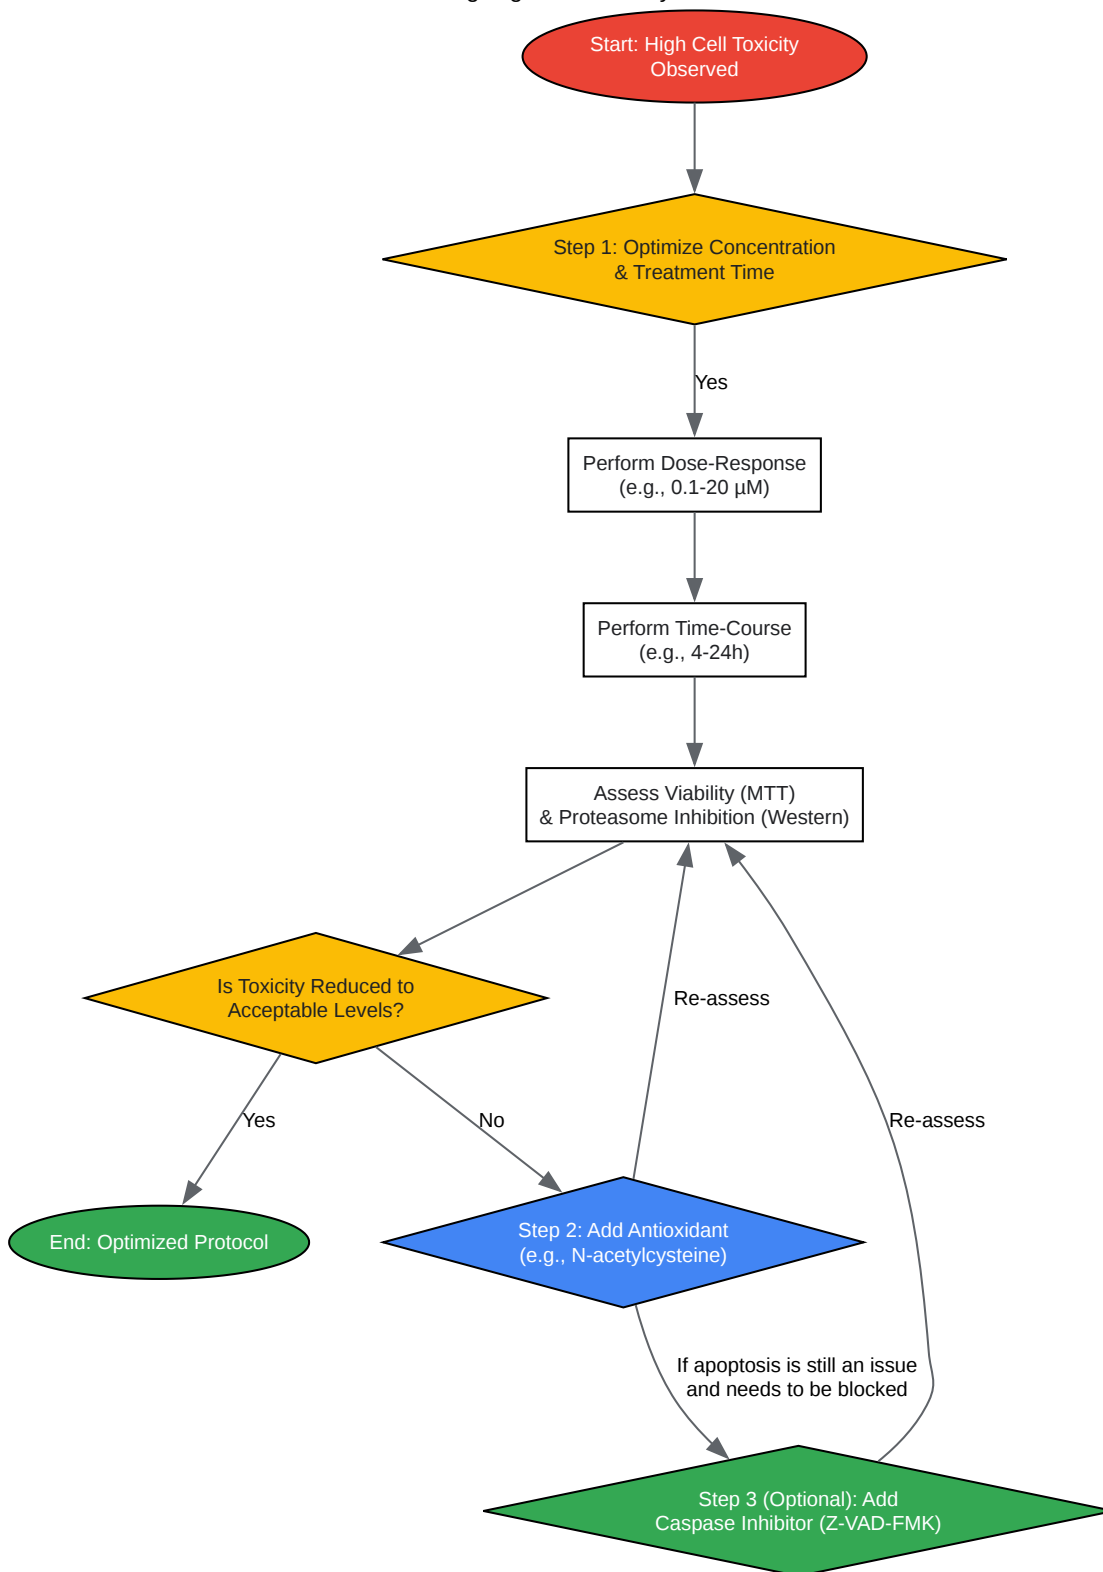 Start: High Cell Toxicity
Observed
Step 1: Optimize Concentration
& Treatment Time
Yes
Perform Dose-Response
(e.g., 0.1-20 µM)
Perform Time-Course
(e.g., 4-24h)
Assess Viability (MTT)
& Proteasome Inhibition (Western)
Is Toxicity Reduced to
Acceptable Levels?
Re-assess
Re-assess
Yes
No
End: Optimized Protocol
Step 2: Add Antioxidant
(e.g., N-acetylcysteine)
If apoptosis is still an issue
and needs to be blocked
Step 3 (Optional): Add
Caspase Inhibitor (Z-VAD-FMK)